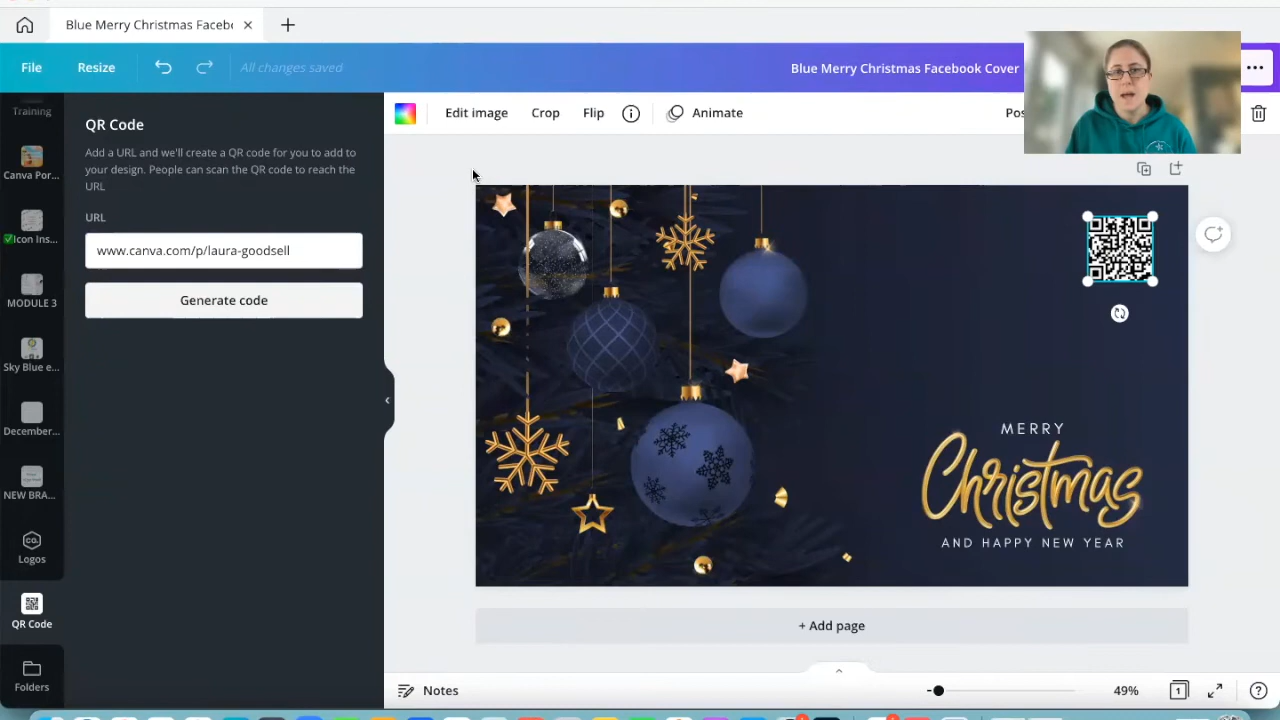 Blue Merry Christmas Faceb
File
Resize
All changes saved
Blue Merry Christmas Facebook Cover
Training
Canva Por...
Icon Ins...
MODULE 3
Sky Blue e...
December...
NEW BRA...
CO.
Logos
QR Code
Folders
QR Code
Add a URL and we'll create a QR code for you to add to
your design. People can scan the QR code to reach the
URL
URL
www.canva.com/p/laura-goodsell
Generate code
Edit image
Crop
Flip
Animate
Pos
MERRY
Christmas
AND HAPPY NEW YEAR
+ Add page
Notes
49%
1